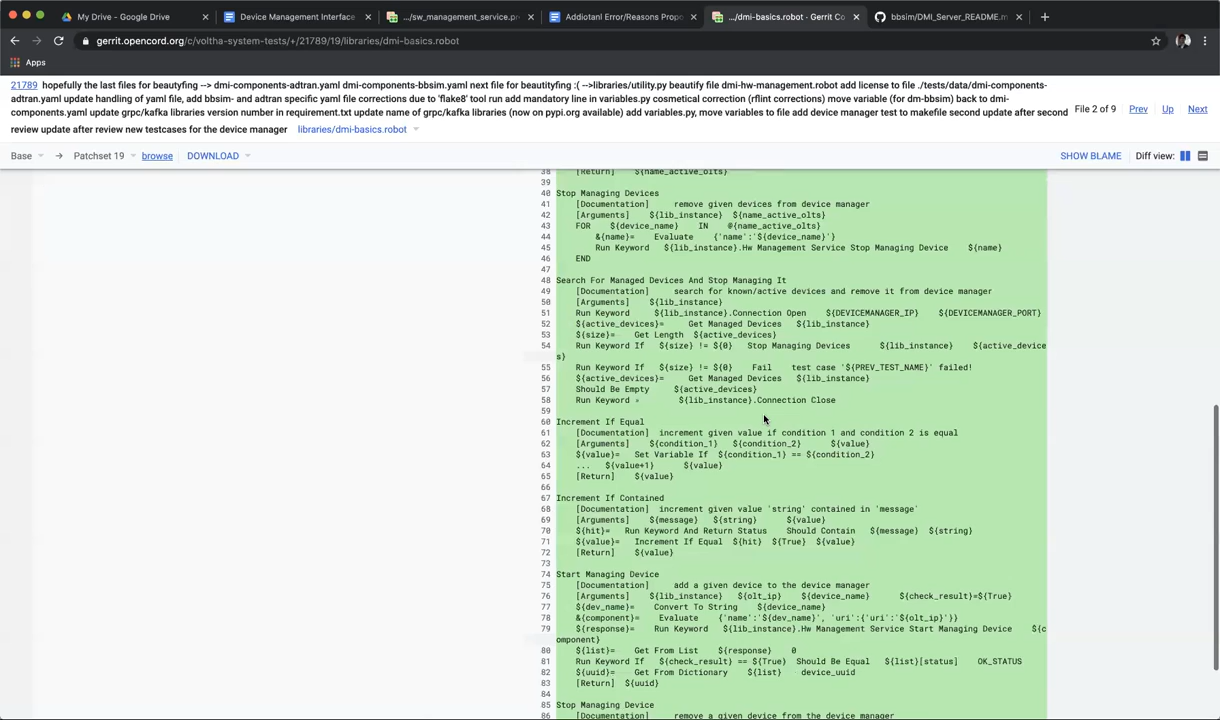 My Drive - Google Drive
Device Management Interface
.../sw_management_service.pr
Addiotanl Error/Reasons Propo
.../dmi-basics.robot · Gerrit Co
bbsim/DMI_Server_README.m
gerrit.opencord.org/c/voltha-system-tests/+/21789/19/libraries/dmi-basics.robot
Apps
21789 hopefully the last files for beautyfing --> dmi-components-adtran.yaml dmi-components-bbsim.yaml next file for beautityfing :( -->libraries/utility.py beautify file dmi-hw-management.robot add license to file ./tests/data/dmi-components-
adtran.yaml update handling of yaml file, add bbsim- and adtran specific yaml file corrections due to 'flake8' tool run add mandatory line in variables.py cosmetical correction (rflint corrections) move variable (for dm-bbsim) back to dmi-
components.yaml update of grpc/kafka libraries version number in requirement.txt update of grpc/kafka libraries (now on pypi.org available) add variables.py, move variables to file add device manager test to makefile second update after second
review update after review new testcases for the device manager libraries/dmi-basics.robot
File 2 of 9 Prev Up Next
Base → Patchset 19 browse DOWNLOAD SHOW BLAME Diff view:
38 [Return] ${name_active_olts}
39
40 Stop Managing Devices
41 [Documentation] remove given devices from device manager
42 [Arguments] ${lib_instance} ${name_active_olts}
43 FOR ${device_name} IN @{name_active_olts}
44 &{name}= Evaluate {'name':'${device_name}'}
45 Run Keyword ${lib_instance}.Hw Management Service Stop Managing Device ${name}
46 END
47
48 Search For Managed Devices And Stop Managing It
49 [Documentation] search for known/active devices and remove it from device manager
50 [Arguments] ${lib_instance}
51 Run Keyword ${lib_instance}.Connection Open ${DEVICEMANAGER_IP} ${DEVICEMANAGER_PORT}
52 ${active_devices}= Get Managed Devices ${lib_instance}
53 ${size}= Get Length ${active_devices}
54 Run Keyword If ${size} != ${0} Stop Managing Devices ${lib_instance} ${active_device
s}
55 Run Keyword If ${size} != ${0} Fail test case '${PREV_TEST_NAME}' failed!
56 ${active_devices}= Get Managed Devices ${lib_instance}
57 Should Be Empty ${active_devices}
58 Run Keyword » ${lib_instance}.Connection Close
59
60 Increment If Equal
61 [Documentation] increment given value if condition 1 and condition 2 is equal
62 [Arguments] ${condition_1} ${condition_2} ${value}
63 ${value}= Set Variable If ${condition_1} == ${condition_2}
64 ... ${value+1} ${value}
65 [Return] ${value}
66
67 Increment If Contained
68 [Documentation] increment given value `string` contained in 'message'
69 [Arguments] ${message} ${string} ${value}
70 ${hit}= Run Keyword And Return Status Should Contain ${message} ${string}
71 ${value}= Increment If Equal ${hit} ${True} ${value}
72 [Return] ${value}
73
74 Start Managing Device
75 [Documentation] add a given device to the device manager
76 [Arguments] ${lib_instance} ${olt_ip} ${device_name} ${check_result}=${True}
77 ${dev_name}= Convert To String ${device_name}
78 &{component}= Evaluate {'name':'${dev_name}', 'uri':{'uri':'${olt_ip}'}}
79 ${response}= Run Keyword ${lib_instance}.Hw Management Service Start Managing Device ${c
omponent}
80 ${list}= Get From List ${response} 0
81 Run Keyword If ${check_result} == ${True} Should Be Equal ${list}[status] OK_STATUS
82 ${uuid}= Get From Dictionary ${list} device_uuid
83 [Return] ${uuid}
84
85 Stop Managing Device
86 [Documentation] remove a given device from the device manager